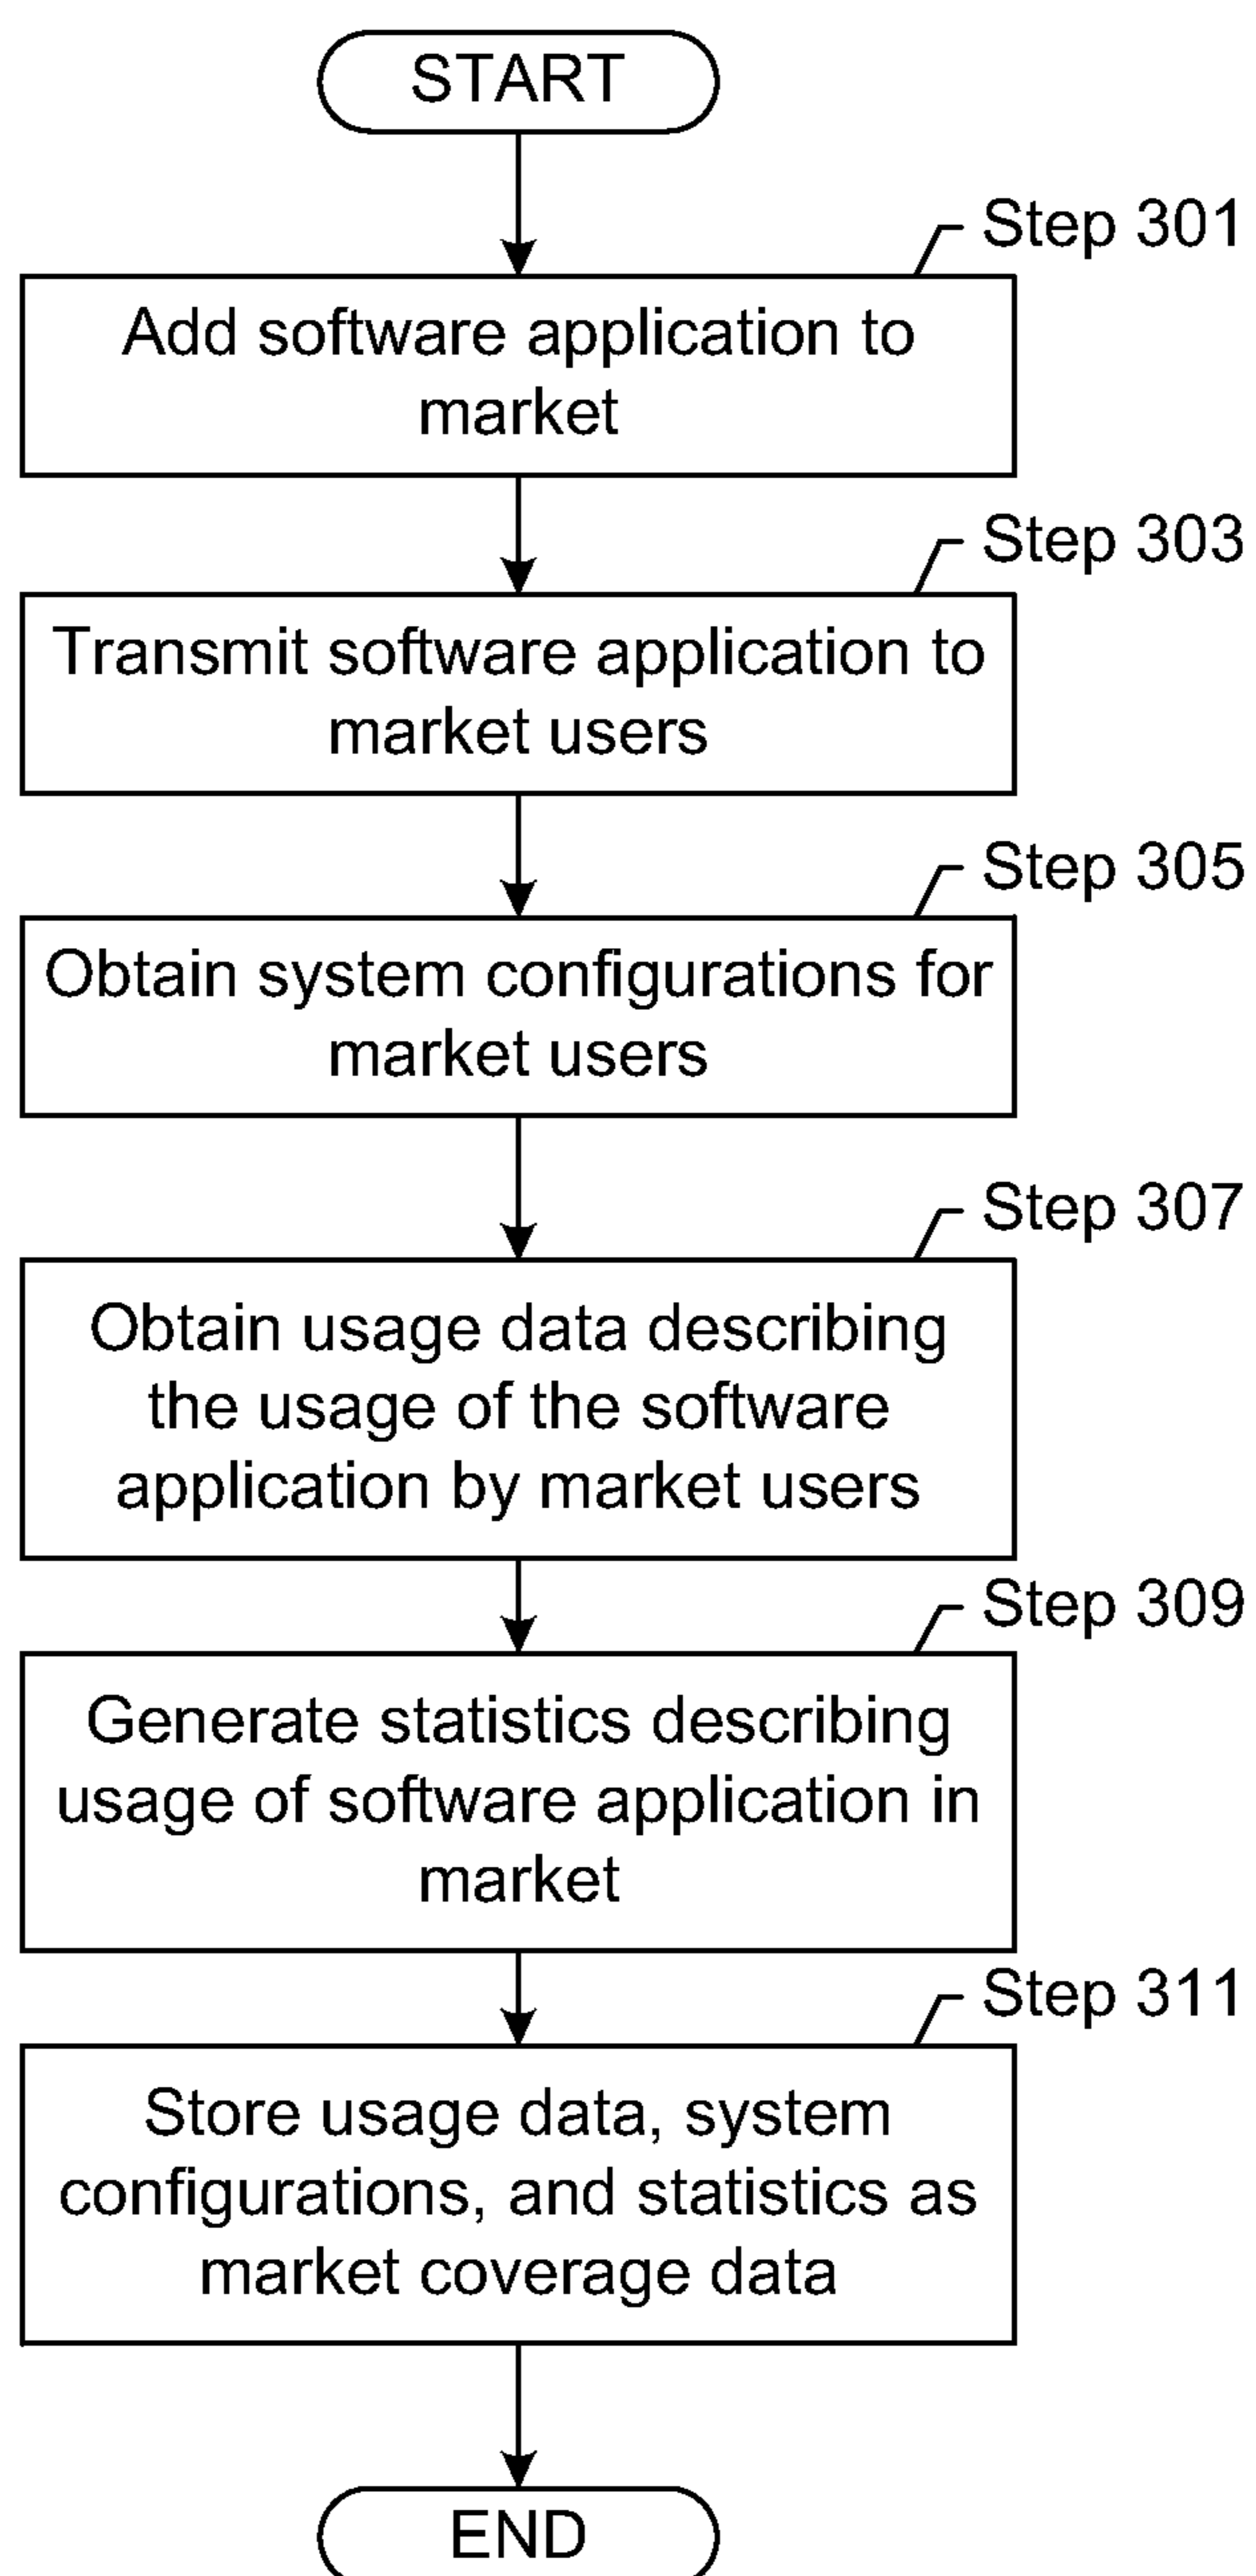 START
Step 301
Add software application to
market
Step 303
Transmit software application to
market users
Step 305
Obtain system configurations for
market users
Step 307
Obtain usage data describing
the usage of the software
application by market users
Step 309
Generate statistics describing
usage of software application in
market
Step 311
Store usage data, system
configurations, and statistics as
market coverage data
END